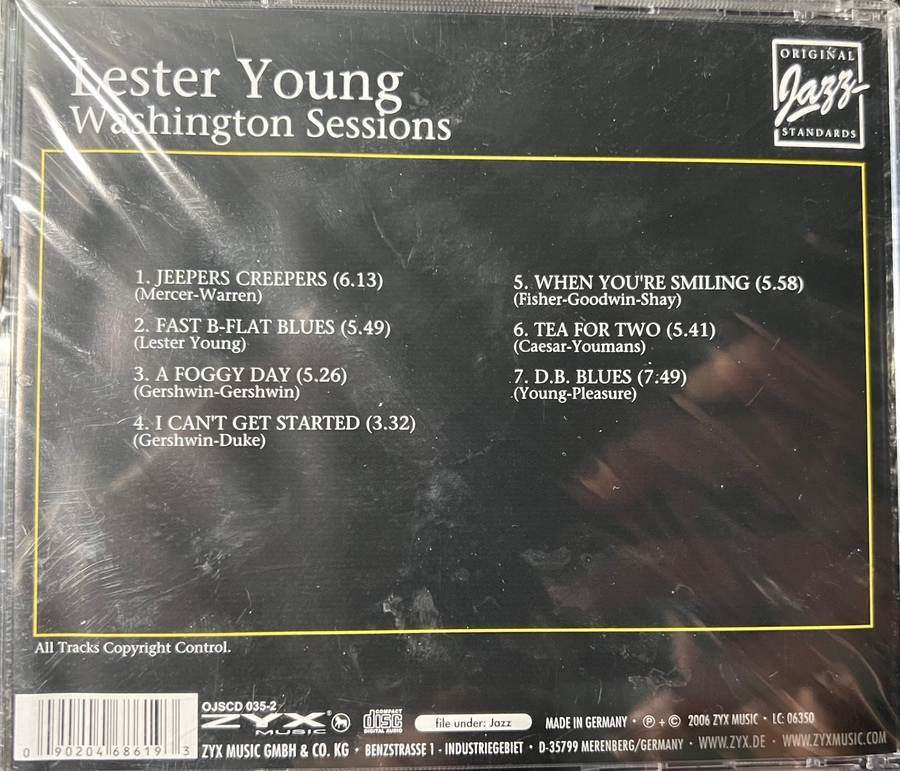 Lester Young
Washington Sessions
ORIGINAL
Jazz
STANDARDS
1. JEEPERS CREEPERS (6.13)
(Mercer-Warren)
2. FAST B-FLAT BLUES (5.49)
(Lester Young)
3. A FOGGY DAY (5.26)
(Gershwin-Gershwin)
4. I CAN'T GET STARTED (3.32)
(Gershwin-Duke)
5. WHEN YOU'RE SMILING (5.58)
(Fisher-Goodwin-Shay)
6. TEA FOR TWO (5.41)
(Caesar-Youmans)
7. D.B. BLUES (7:49)
(Young-Pleasure)
All Tracks Copyright Control.
0 90204 68619 3
OJSCD 035-2
ZYX®
MUSIC
COMPACT
disc
DIGITAL AUDIO
file under: Jazz
MADE IN GERMANY · ℗ + © 2006 ZYX MUSIC · LC: 06350
ZYX MUSIC GMBH & CO. KG · BENZSTRASSE 1 - INDUSTRIEGEBIET · D-35799 MERENBERG/GERMANY · WWW.ZYX.DE · WWW.ZYXMUSIC.COM